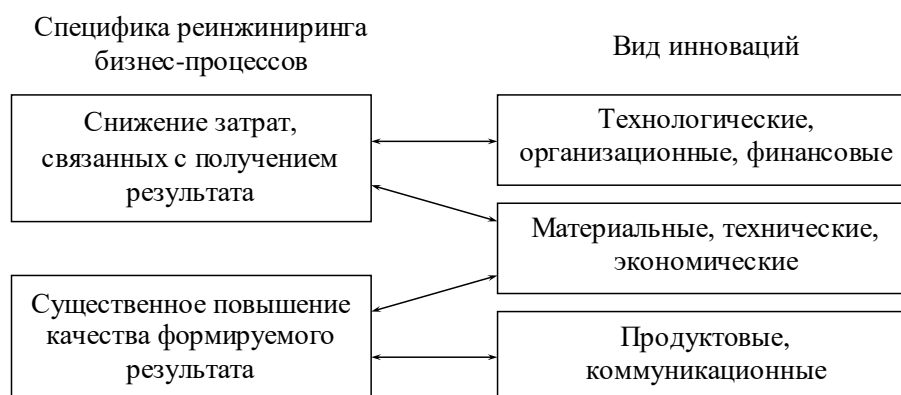 Специфика реинжиниринга
бизнес-процессов
Вид инноваций
Снижение затрат,
связанных с получением
результата
Технологические,
организационные, финансовые
Материальные, технические,
экономические
Существенное повышение
качества формируемого
результата
Продуктовые,
коммуникационные